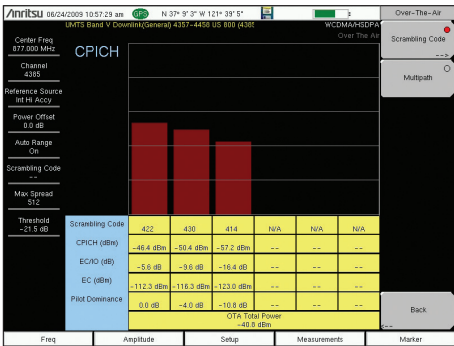 Anritsu 06/24/2009 10:57:29 am GPS N 37° 9' 3" W 121° 39' 5"
Over-The-Air
UMTS Band V Downlink(General) 4357-4458 US 800 (4385
WCDMA/HSDPA
Over The Air
Center Freq
877.000 MHz
Channel
4385
Reference Source
Int Hi Accy
Power Offset
0.0 dB
Auto Range
On
Scrambling Code
--
Max Spread
512
Threshold
-21.5 dB
CPICH
Scrambling Code 422 430 414 N/A N/A N/A
CPICH (dBm) -46.4 dBm -50.4 dBm -57.2 dBm -- -- --
EC/IO (dB) -5.6 dB -9.6 dB -16.4 dB -- -- --
EC (dBm) -112.3 dBm -116.3 dBm -123.0 dBm -- -- --
Pilot Dominance 0.0 dB -4.0 dB -10.8 dB -- -- --
OTA Total Power
-40.8 dBm
Scrambling Code
-->
Multipath
Back
<--
Freq Amplitude Setup Measurements Marker